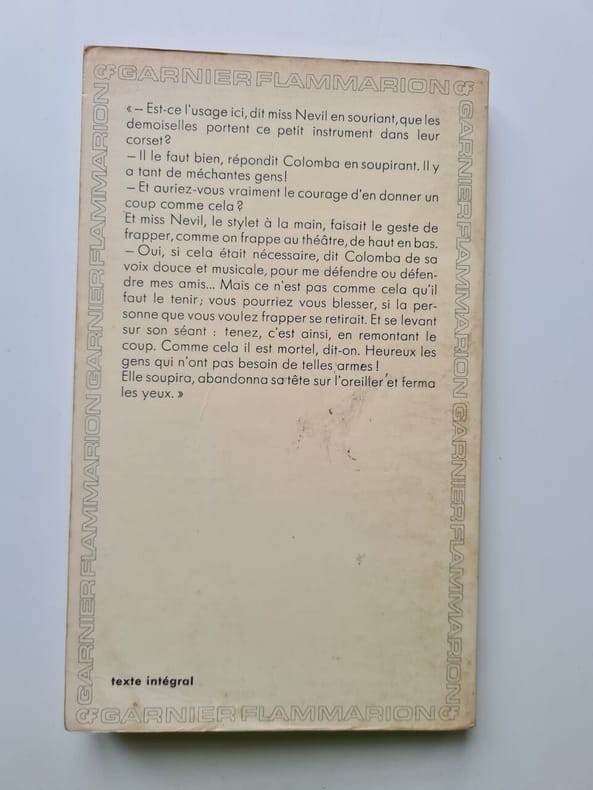 GF GARNIER FLAMMARION GF
« – Est-ce l'usage ici, dit miss Nevil en souriant, que les
demoiselles portent ce petit instrument dans leur
corset ?
– Il le faut bien, répondit Colomba en soupirant. Il y
a tant de méchantes gens !
– Et auriez-vous vraiment le courage d'en donner un
coup comme cela ?
Et miss Nevil, le stylet à la main, faisait le geste de
frapper, comme on frappe au théâtre, de haut en bas.
– Oui, si cela était nécessaire, dit Colomba de sa
voix douce et musicale, pour me défendre ou défen-
dre mes amis... Mais ce n'est pas comme cela qu'il
faut le tenir ; vous pourriez vous blesser, si la per-
sonne que vous voulez frapper se retirait. Et se levant
sur son séant : tenez, c'est ainsi, en remontant le
coup. Comme cela il est mortel, dit-on. Heureux les
gens qui n'ont pas besoin de telles armes !
Elle soupira, abandonna sa tête sur l'oreiller et ferma
les yeux. »
texte intégral
GARNIER FLAMMARION GARNIER FLAMMARION
GARNIER FLAMMARION GARNIER FLAMMARION
GF GARNIER FLAMMARION GF